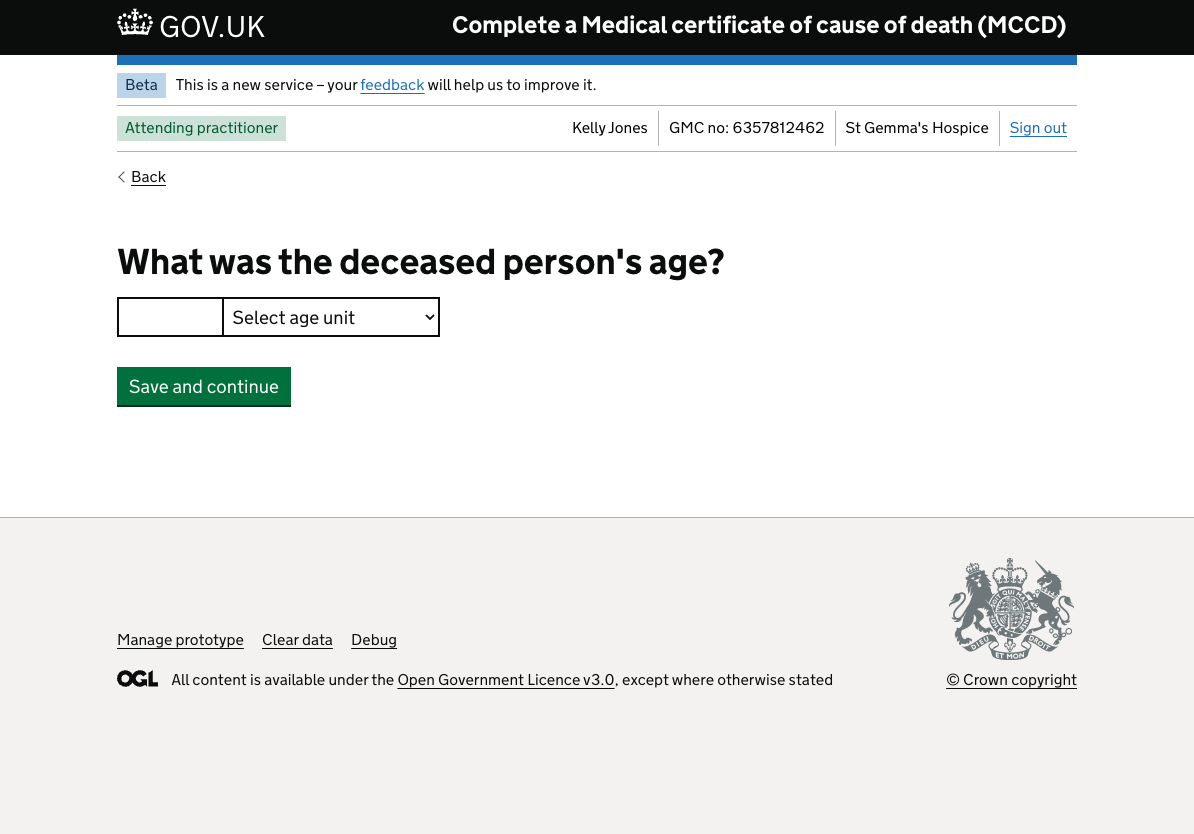 GOV.UK
Complete a Medical certificate of cause of death (MCCD)
Beta This is a new service – your feedback will help us to improve it.
Attending practitioner Kelly Jones GMC no: 6357812462 St Gemma's Hospice Sign out
Back
What was the deceased person's age?
Select age unit
Save and continue
Manage prototype Clear data Debug
OGL All content is available under the Open Government Licence v3.0, except where otherwise stated
© Crown copyright
DIEU ET MON DROIT